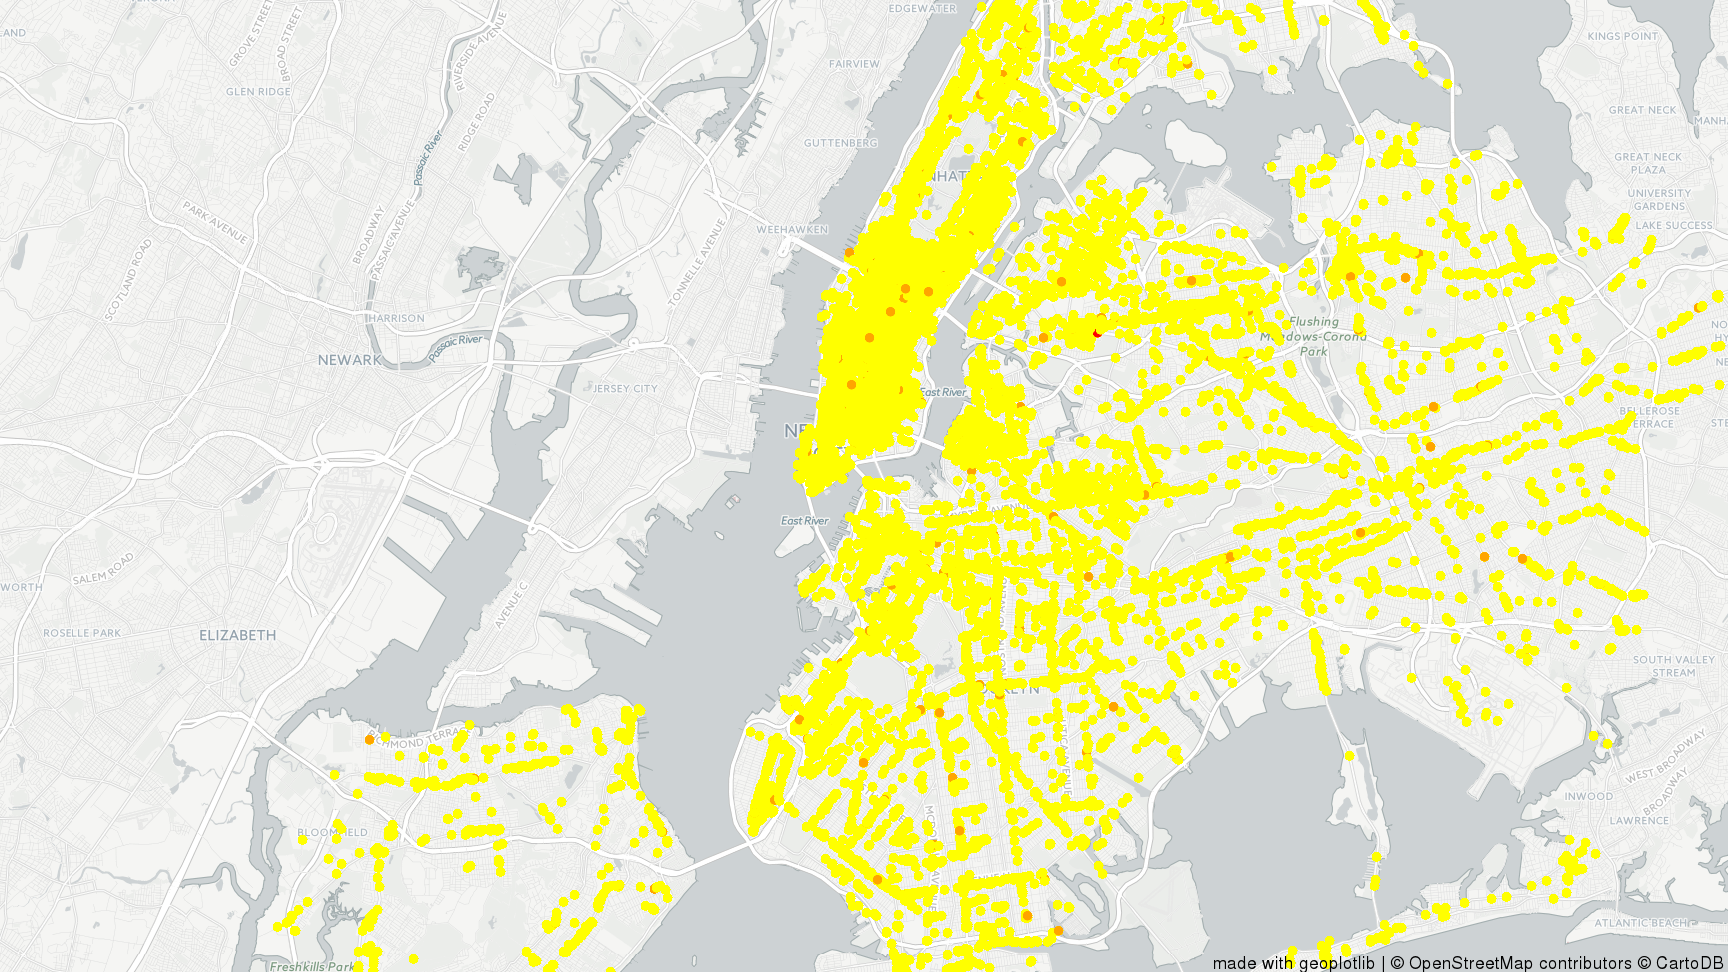 EDGEWATER
GROVE STREET
BROAD STREET
RIVERSIDE AVENUE
KINGS POINT
FAIRVIEW
GLEN RIDGE
RIDGE ROAD
GREAT NECK
GUTTENBERG
Passaic River
GREAT NECK
PLAZA
UNIVERSITY
GARDENS
PARK AVENUE
BROADWAY
PASSAIC AVENUE
WEEHAWKEN
LAKE SUCCESS
SCOTLAND ROAD
TONNELLE AVENUE
HARRISON
Flushing
Meadows-Corona
Park
Passaic River
NEWARK
JERSEY CITY
East River
BELLEROSE
TERRACE
MYRTLE AVENUE
East River
SALEM ROAD
AVENUE C
ROSELLE PARK
ELIZABETH
SOUTH VALLEY
STREAM
RICHMOND TERRACE
WEST BROADWAY
BROADWAY
INWOOD
LAWRENCE
BLOOMFIELD
ATLANTIC BEACH
Freshkills Park
made with geoplotlib | © OpenStreetMap contributors © CartoDB